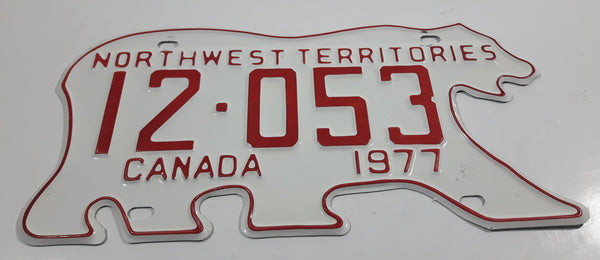 NORTHWEST TERRITORIES
12·053
CANADA 1977